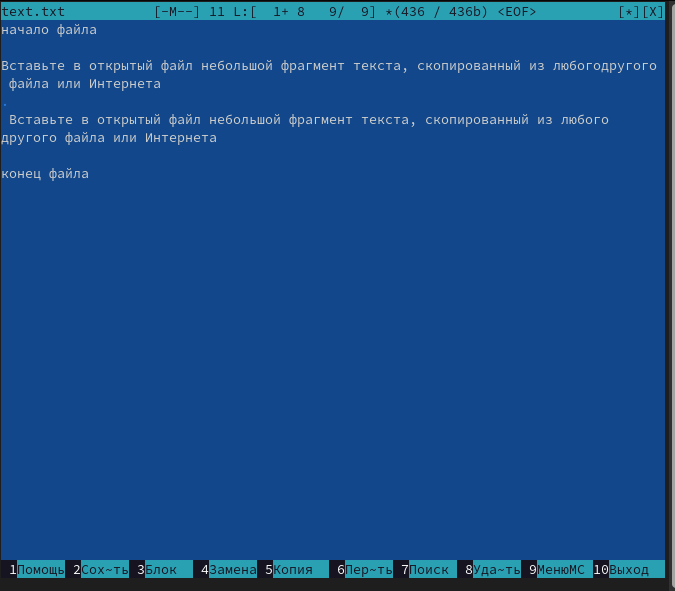 text.txt [-M--] 11 L:[ 1+ 8 9/ 9] *(436 / 436b) <EOF> [*][X]
начало файла
Вставьте в открытый файл небольшой фрагмент текста, скопированный из любогодругого
файла или Интернета
.
Вставьте в открытый файл небольшой фрагмент текста, скопированный из любого
другого файла или Интернета
конец файла
1Помощь 2Сох~ть 3Блок 4Замена 5Копия 6Пер~ть 7Поиск 8Уда~ть 9МенюMC 10Выход